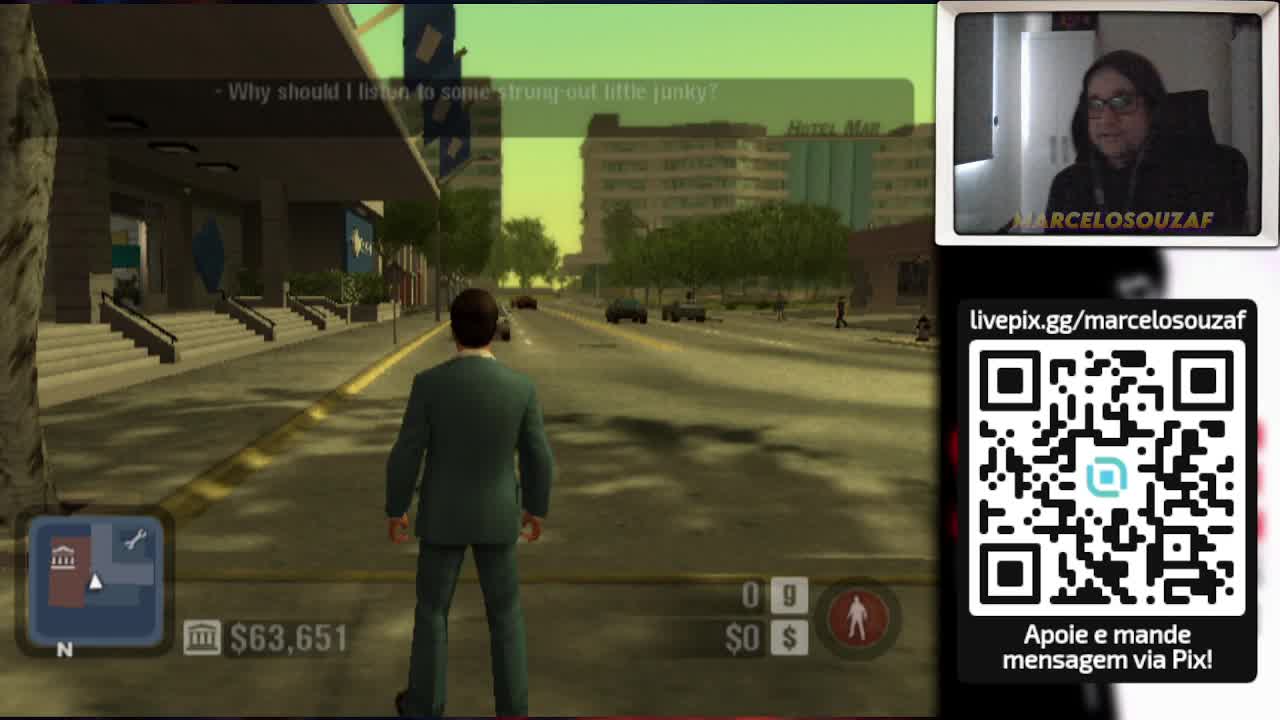 - Why should I listen to some strung-out little junky?
HOTEL MAR
MARCELOSOUZAF
livepix.gg/marcelosouzaf
N
$63,651
0 g
$0 $
Apoie e mande
mensagem via Pix!